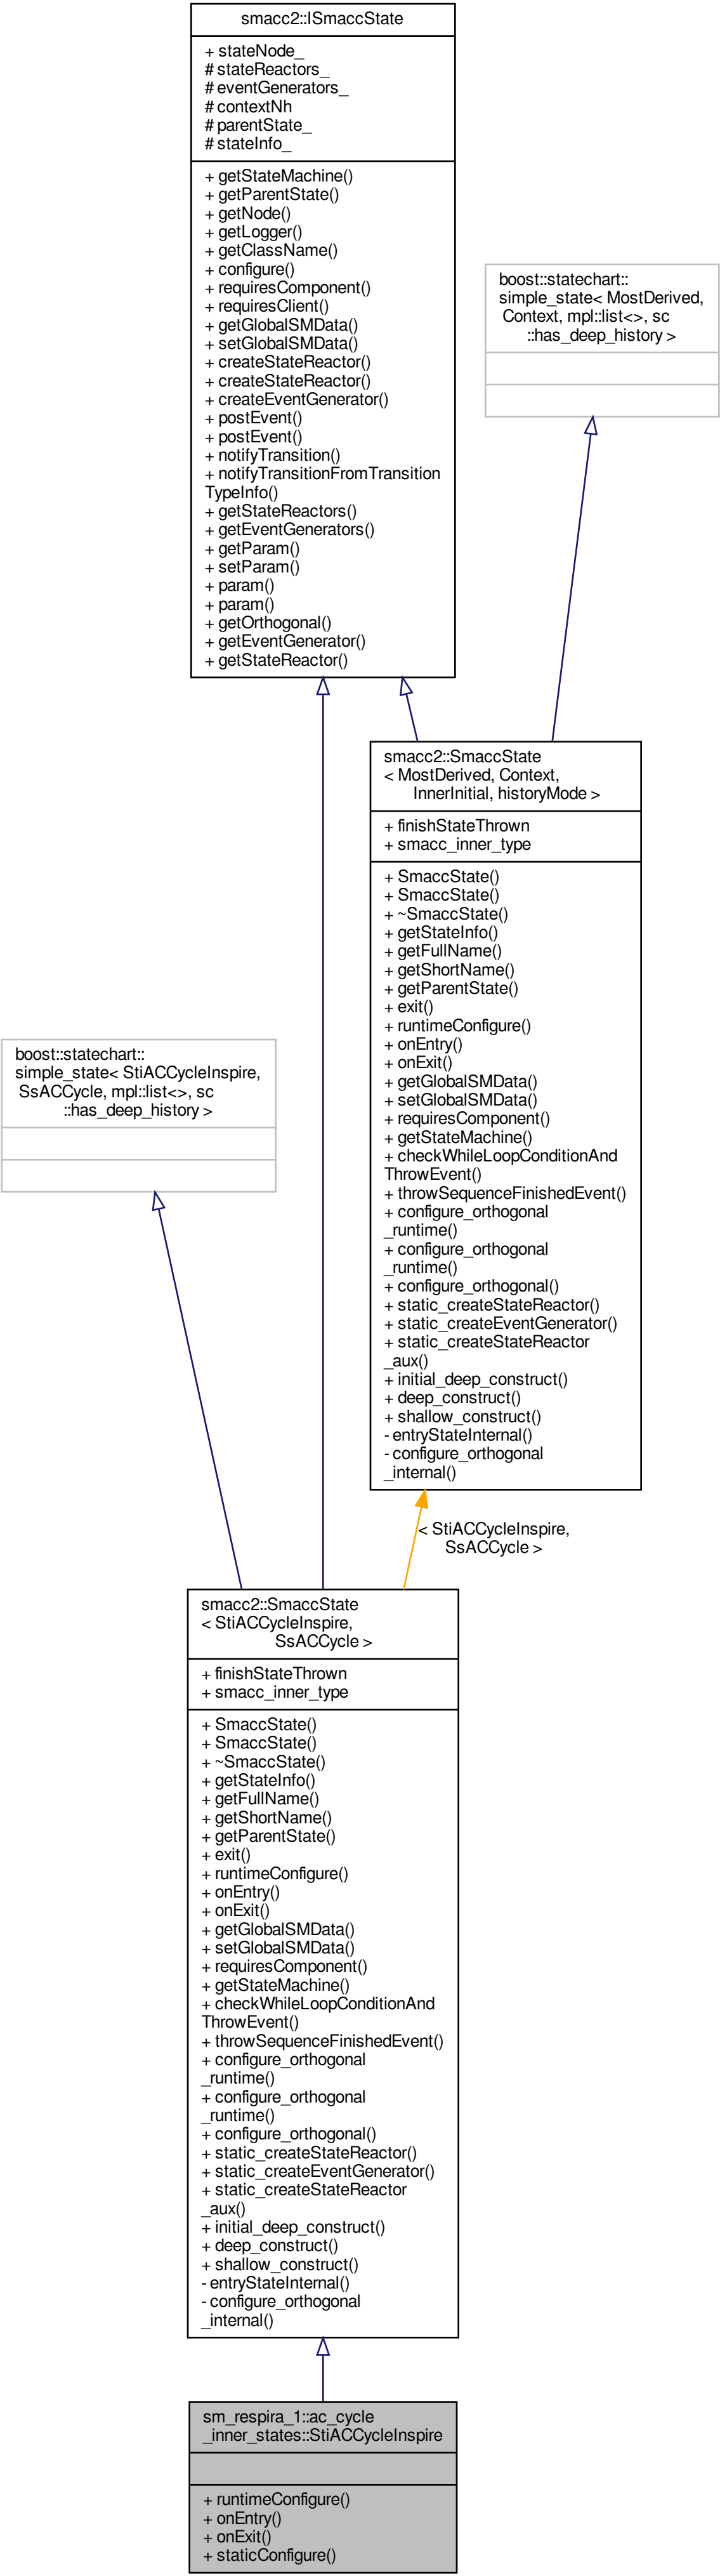 smacc2::ISmaccState
+ stateNode_
# stateReactors_
# eventGenerators_
# contextNh
# parentState_
# stateInfo_
+ getStateMachine()
+ getParentState()
+ getNode()
+ getLogger()
+ getClassName()
+ configure()
+ requiresComponent()
+ requiresClient()
+ getGlobalSMData()
+ setGlobalSMData()
+ createStateReactor()
+ createStateReactor()
+ createEventGenerator()
+ postEvent()
+ postEvent()
+ notifyTransition()
+ notifyTransitionFromTransition
TypeInfo()
+ getStateReactors()
+ getEventGenerators()
+ getParam()
+ setParam()
+ param()
+ param()
+ getOrthogonal()
+ getEventGenerator()
+ getStateReactor()
boost::statechart::
simple_state< MostDerived,
Context, mpl::list<>, sc
::has_deep_history >
smacc2::SmaccState
< MostDerived, Context,
InnerInitial, historyMode >
+ finishStateThrown
+ smacc_inner_type
+ SmaccState()
+ SmaccState()
+ ~SmaccState()
+ getStateInfo()
+ getFullName()
+ getShortName()
+ getParentState()
+ exit()
+ runtimeConfigure()
+ onEntry()
+ onExit()
+ getGlobalSMData()
+ setGlobalSMData()
+ requiresComponent()
+ getStateMachine()
+ checkWhileLoopConditionAnd
ThrowEvent()
+ throwSequenceFinishedEvent()
+ configure_orthogonal
_runtime()
+ configure_orthogonal
_runtime()
+ configure_orthogonal()
+ static_createStateReactor()
+ static_createEventGenerator()
+ static_createStateReactor
_aux()
+ initial_deep_construct()
+ deep_construct()
+ shallow_construct()
- entryStateInternal()
- configure_orthogonal
_internal()
boost::statechart::
simple_state< StiACCycleInspire,
SsACCycle, mpl::list<>, sc
::has_deep_history >
< StiACCycleInspire,
SsACCycle >
smacc2::SmaccState
< StiACCycleInspire,
SsACCycle >
+ finishStateThrown
+ smacc_inner_type
+ SmaccState()
+ SmaccState()
+ ~SmaccState()
+ getStateInfo()
+ getFullName()
+ getShortName()
+ getParentState()
+ exit()
+ runtimeConfigure()
+ onEntry()
+ onExit()
+ getGlobalSMData()
+ setGlobalSMData()
+ requiresComponent()
+ getStateMachine()
+ checkWhileLoopConditionAnd
ThrowEvent()
+ throwSequenceFinishedEvent()
+ configure_orthogonal
_runtime()
+ configure_orthogonal
_runtime()
+ configure_orthogonal()
+ static_createStateReactor()
+ static_createEventGenerator()
+ static_createStateReactor
_aux()
+ initial_deep_construct()
+ deep_construct()
+ shallow_construct()
- entryStateInternal()
- configure_orthogonal
_internal()
sm_respira_1::ac_cycle
_inner_states::StiACCycleInspire
+ runtimeConfigure()
+ onEntry()
+ onExit()
+ staticConfigure()